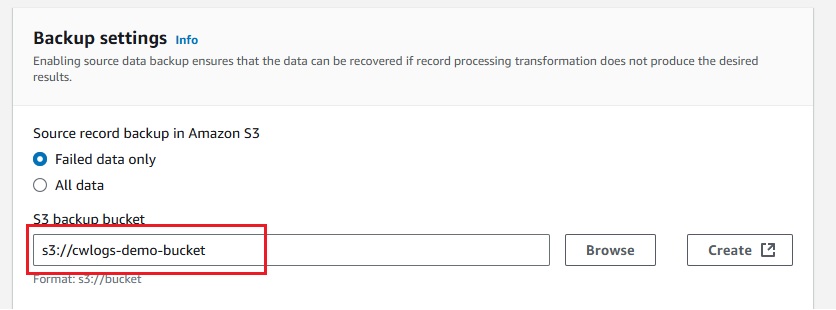 Backup settings Info
Enabling source data backup ensures that the data can be recovered if record processing transformation does not produce the desired
results.
Source record backup in Amazon S3
Failed data only
All data
S3 backup bucket
s3://cwlogs-demo-bucket Browse Create
Format: s3://bucket